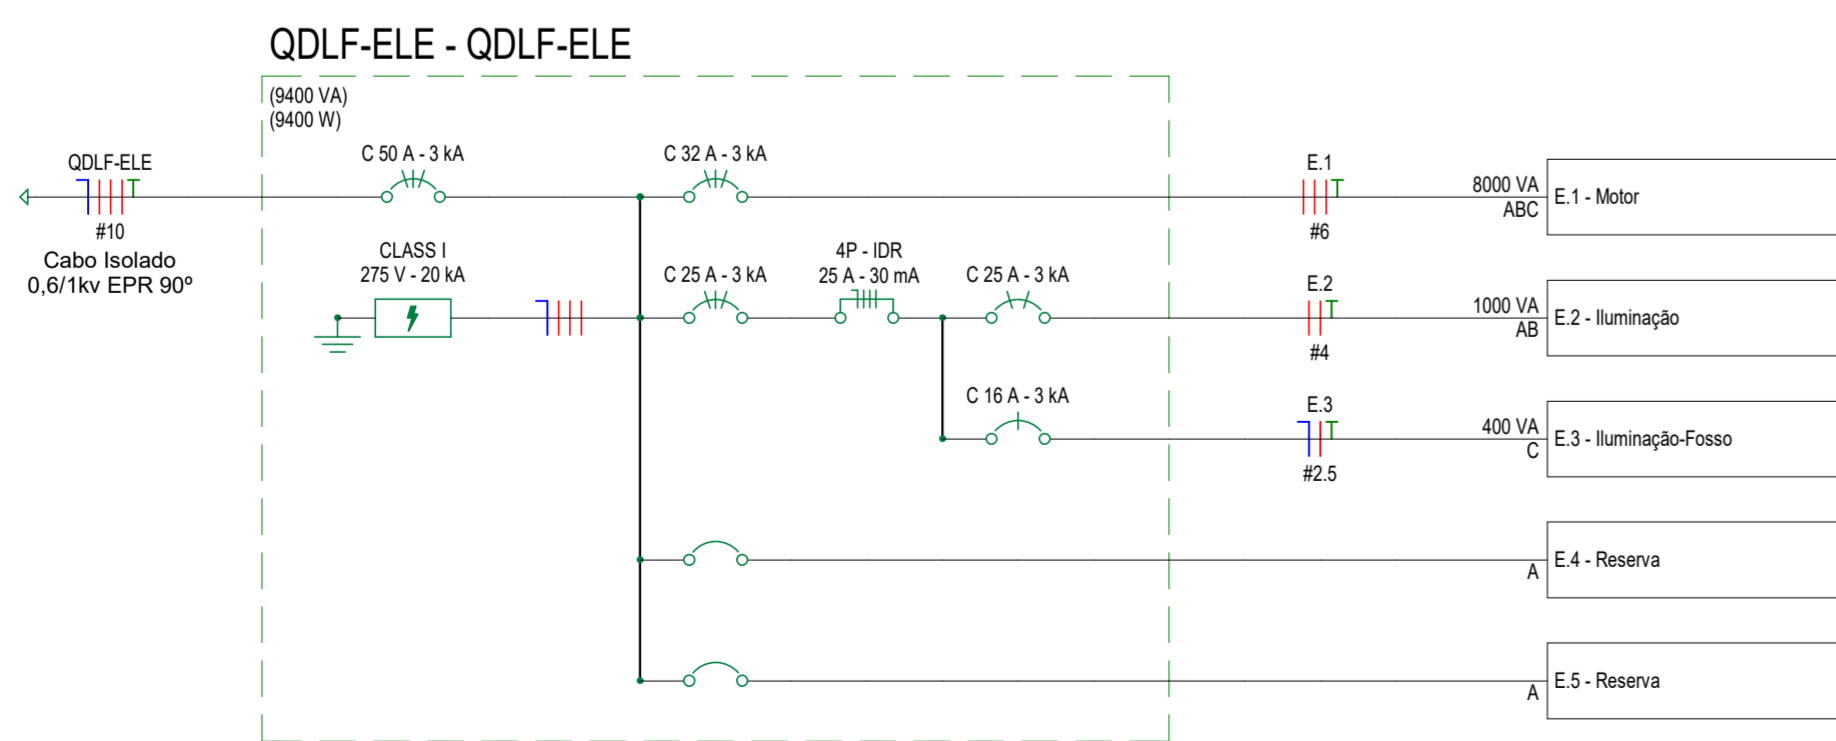 QDLF-ELE - QDLF-ELE
(9400 VA)
(9400 W)
QDLF-ELE
#10
Cabo Isolado
0,6/1kv EPR 90º
C 50 A - 3 kA
C 32 A - 3 kA
E.1
#6
8000 VA
ABC
E.1 - Motor
CLASS I
275 V - 20 kA
C 25 A - 3 kA
4P - IDR
25 A - 30 mA
C 25 A - 3 kA
E.2
#4
1000 VA
AB
E.2 - Iluminação
C 16 A - 3 kA
E.3
#2.5
400 VA
C
E.3 - Iluminação-Fosso
A
E.4 - Reserva
A
E.5 - Reserva